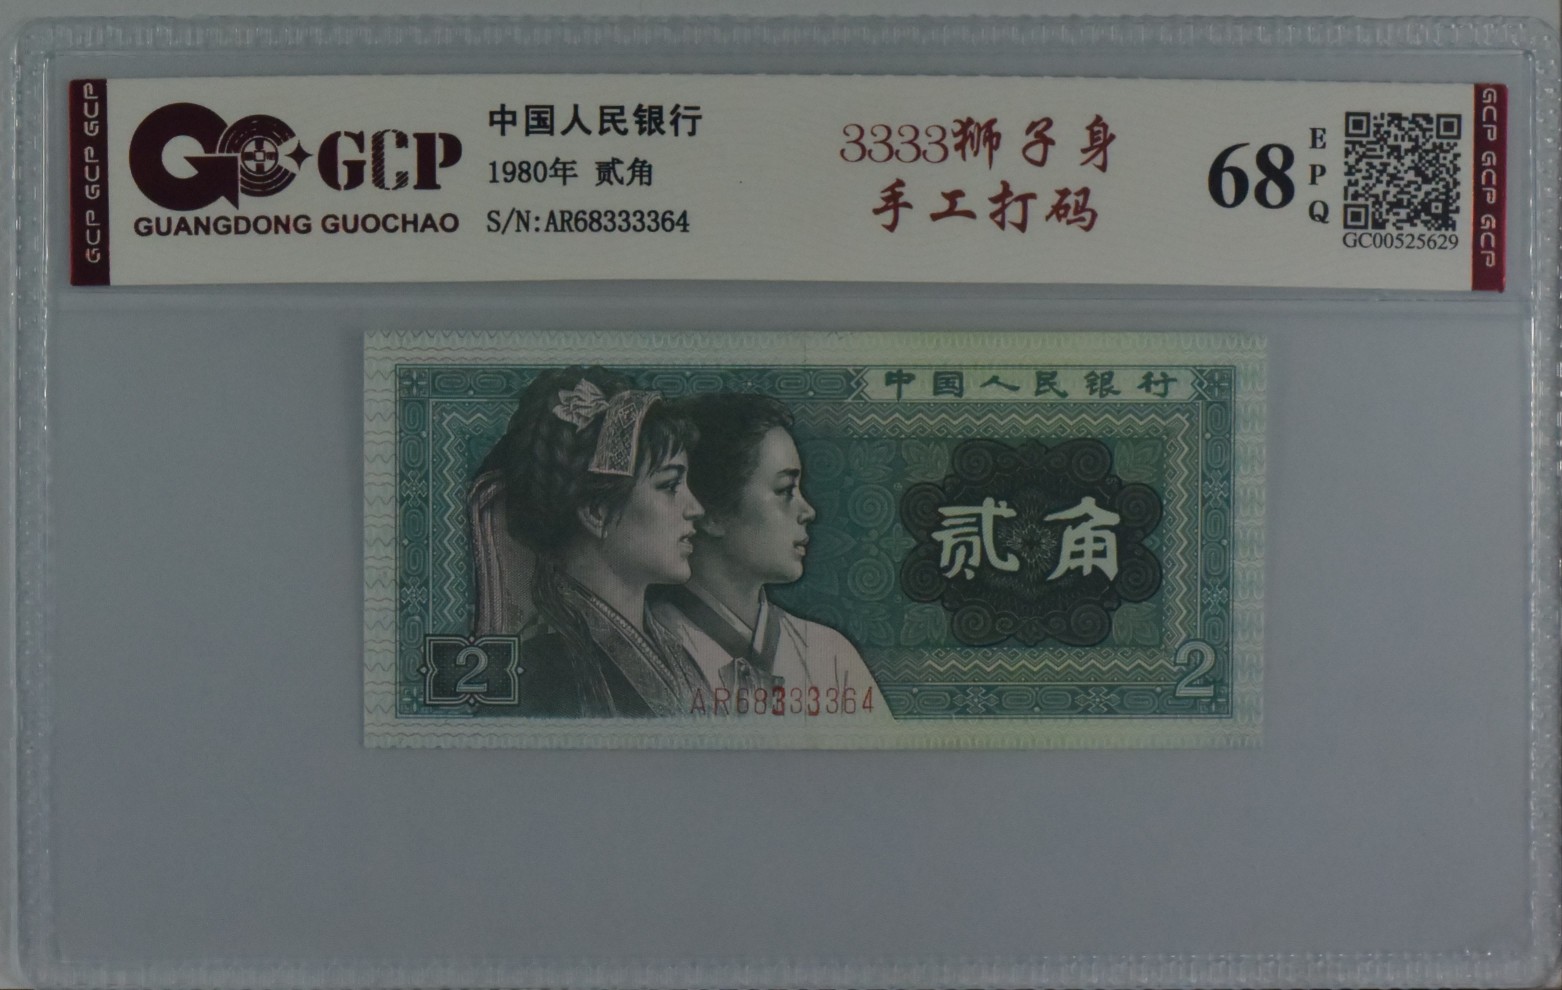 GCP GCP GCP
GCP
GUANGDONG GUOCHAO
中国人民银行
1980年 贰角
S/N:AR68333364
3333狮子身
手工打码
68
EPQ
GC00525629
GCP GCP GCP
中国人民银行
贰角
2
2
AR68333364